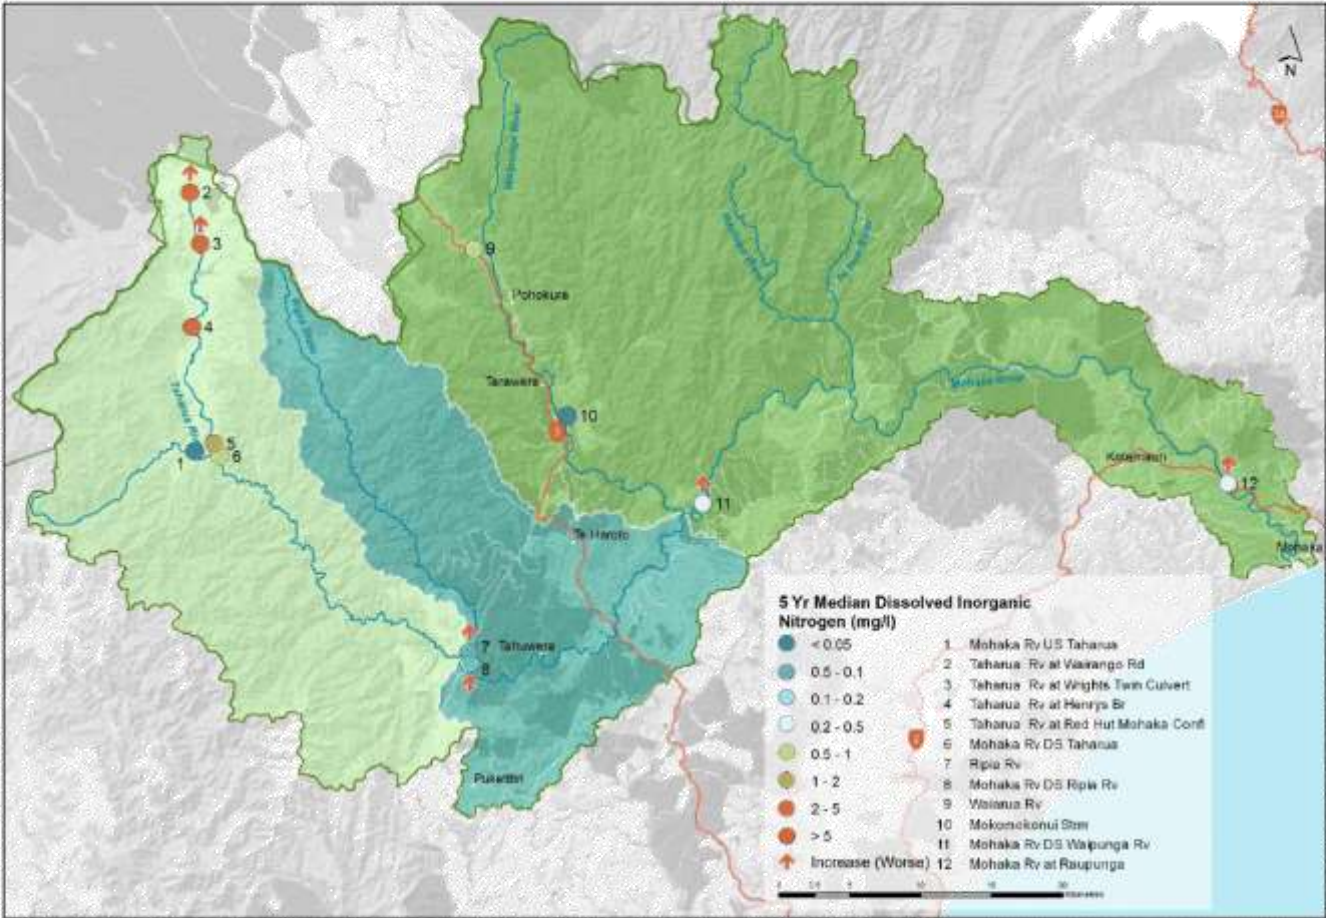 N
2
3
9
Pohokura
4
Tarawera
10
5
6
1
Mohaka River
Kotemaori
12
11
Te Haroto
Mohaka
7
Tatuwera
8
Puketitiri
5 Yr Median Dissolved Inorganic
Nitrogen (mg/l)
< 0.05
0.5 - 0.1
0.1 - 0.2
0.2 - 0.5
0.5 - 1
1 - 2
2 - 5
> 5
Increase (Worse)
1 Mohaka Rv US Taharua
2 Taharua Rv at Wairango Rd
3 Taharua Rv at Wrights Twin Culvert
4 Taharua Rv at Henrys Br
5 Taharua Rv at Red Hut Mohaka Confl
6 Mohaka Rv DS Taharua
7 Ripia Rv
8 Mohaka Rv DS Ripia Rv
9 Waiarua Rv
10 Mokomokonui Strm
11 Mohaka Rv DS Waipunga Rv
12 Mohaka Rv at Raupunga